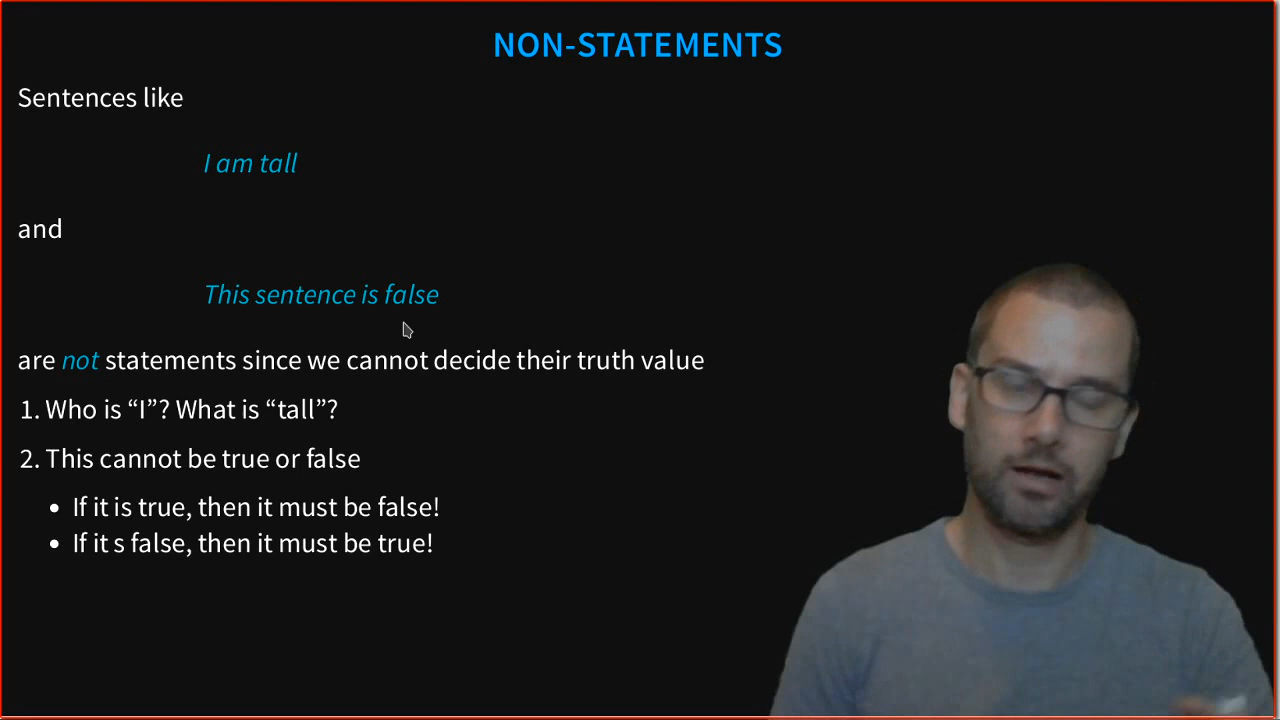 NON-STATEMENTS
Sentences like
I am tall
and
This sentence is false
are not statements since we cannot decide their truth value
1. Who is “I”? What is “tall”?
2. This cannot be true or false
• If it is true, then it must be false!
• If it s false, then it must be true!